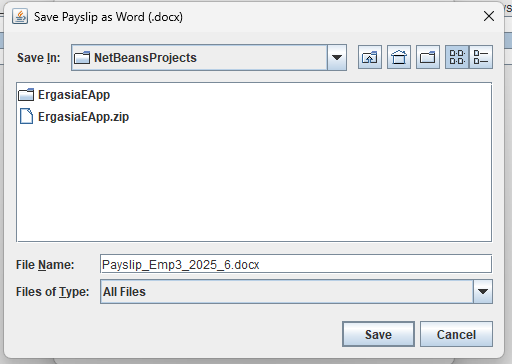 Save Payslip as Word (.docx)
Save In: NetBeansProjects
ErgasiaEApp
ErgasiaEApp.zip
File Name: Payslip_Emp3_2025_6.docx
Files of Type: All Files
Save Cancel